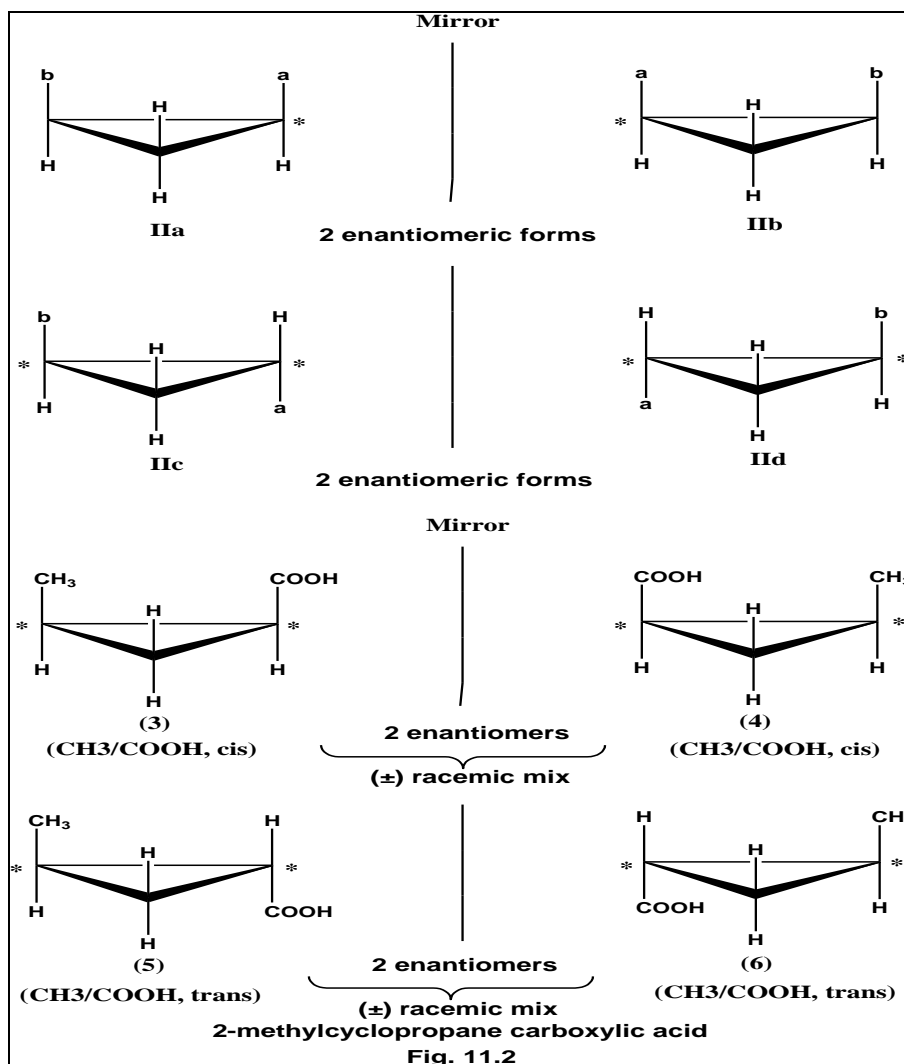 Mirror
b a a b
H H
* *
H H H H
H H
IIa IIb
2 enantiomeric forms
b H H b
H H
* * * *
H a a H
H H
IIc IId
2 enantiomeric forms
Mirror
CH3 COOH COOH CH3
H H
* * * *
H H H H
H H
(3) (4)
2 enantiomers
(CH3/COOH, cis) (CH3/COOH, cis)
(±) racemic mix
CH3 H H CH
H H
* * * *
H COOH COOH H
H H
(5) (6)
2 enantiomers
(CH3/COOH, trans) (CH3/COOH, trans)
(±) racemic mix
2-methylcyclopropane carboxylic acid
Fig. 11.2